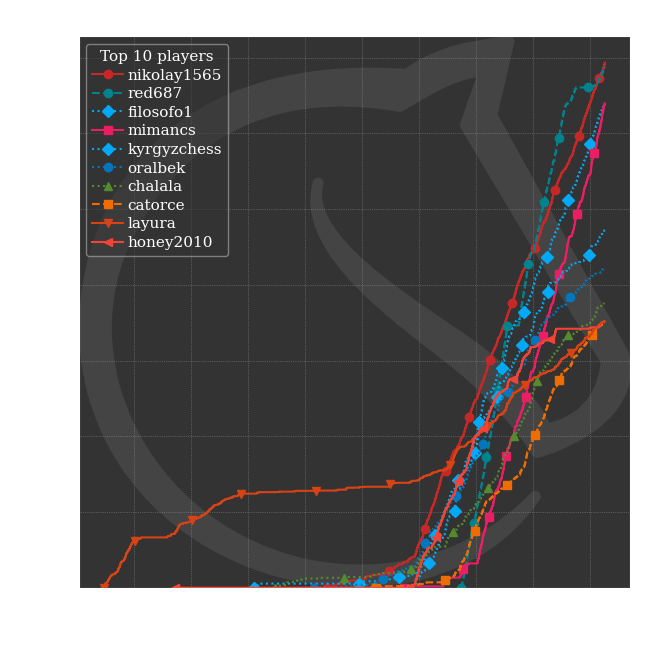 Top 10 players
nikolay1565
red687
filosofo1
mimancs
kyrgyzchess
oralbek
chalala
catorce
layura
honey2010